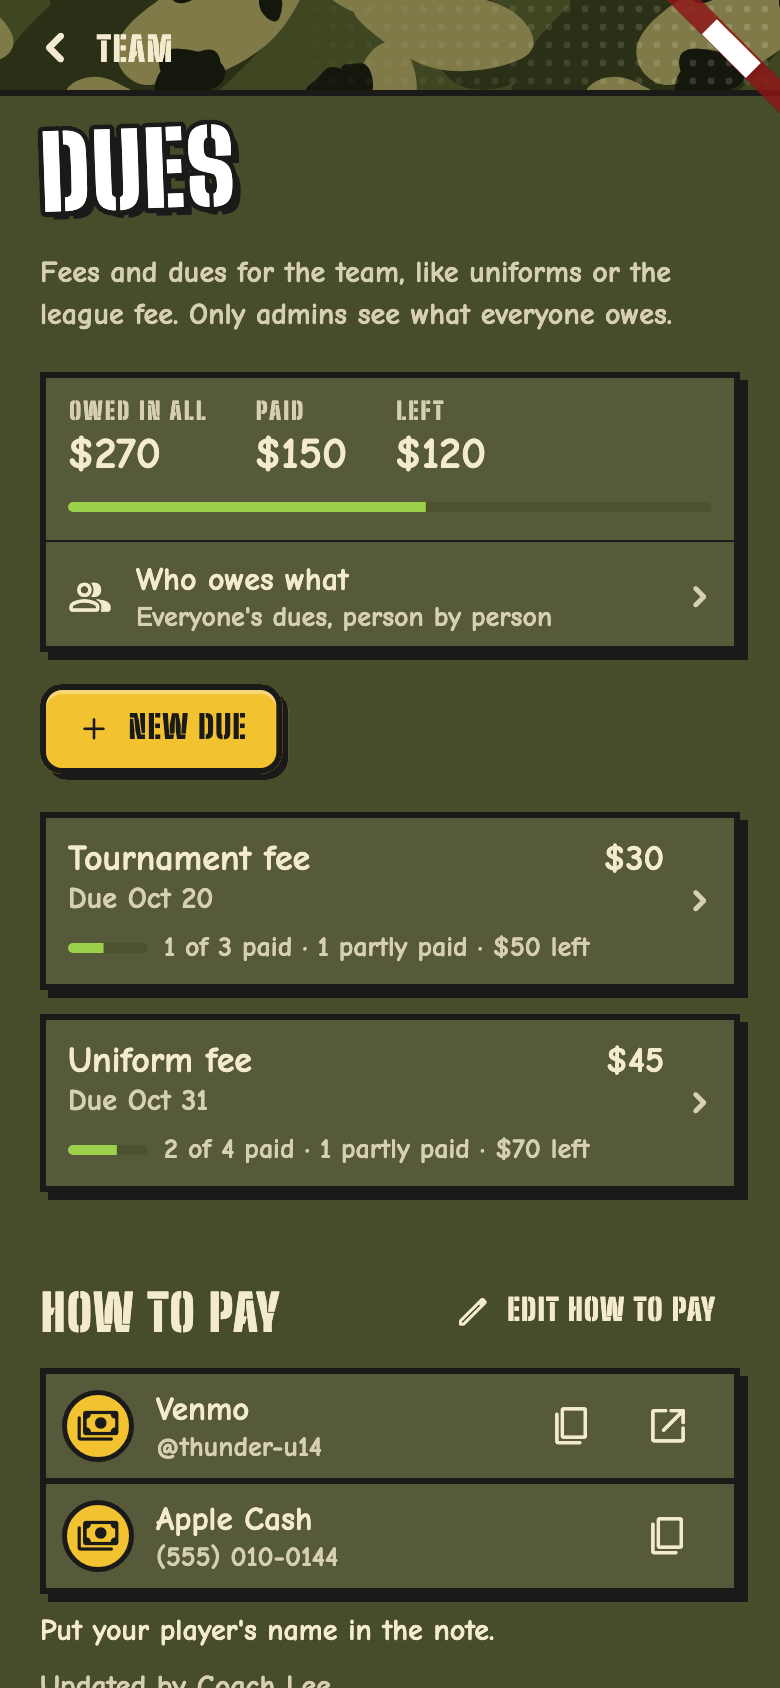 TEAM
DUES
Fees and dues for the team, like uniforms or the
league fee. Only admins see what everyone owes.
OWED IN ALL PAID LEFT
$270 $150 $120
Who owes what
Everyone's dues, person by person
+ NEW DUE
Tournament fee $30
Due Oct 20
1 of 3 paid · 1 partly paid · $50 left
Uniform fee $45
Due Oct 31
2 of 4 paid · 1 partly paid · $70 left
HOW TO PAY EDIT HOW TO PAY
Venmo
@thunder-u14
Apple Cash
(555) 010-0144
Put your player's name in the note.
Updated by Coach Lee